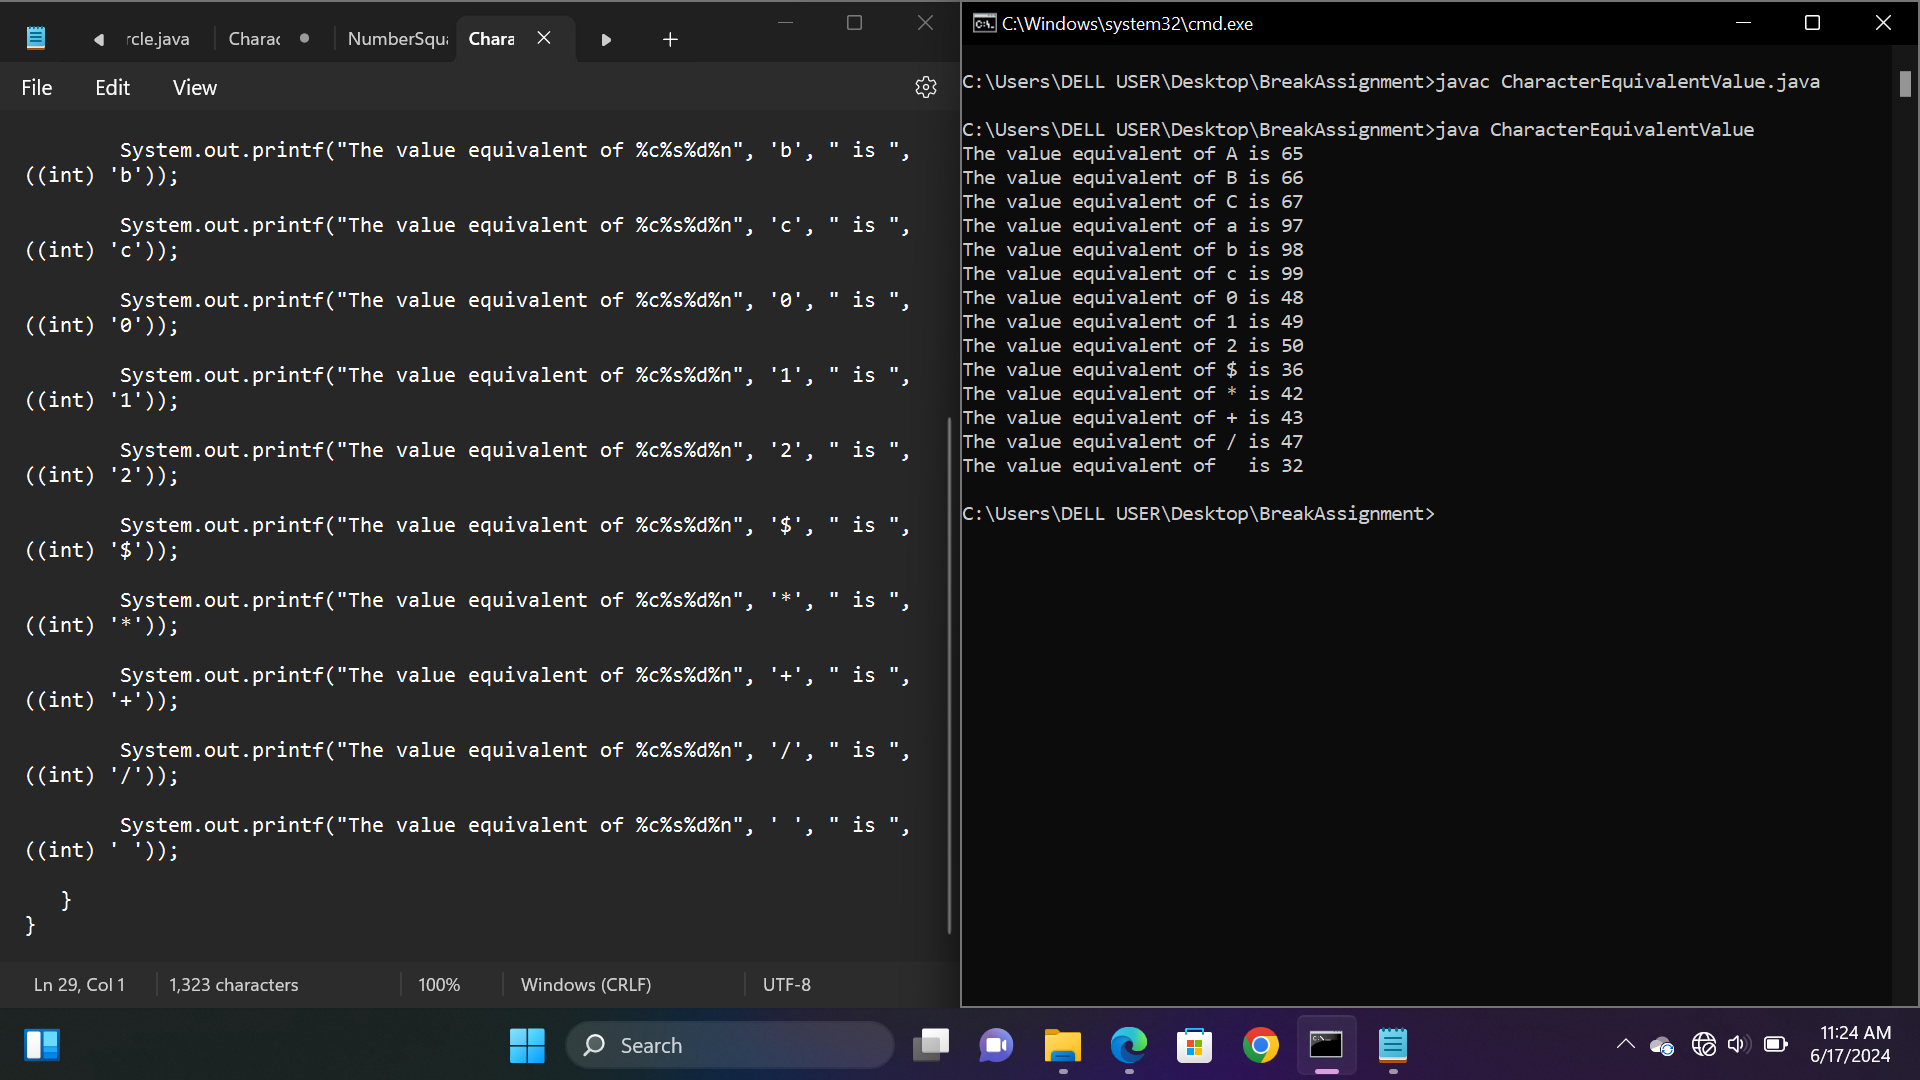 rcle.java
Charac
NumberSqu
Chara
File
Edit
View
System.out.printf("The value equivalent of %c%s%d%n", 'b', " is ",
((int) 'b'));
System.out.printf("The value equivalent of %c%s%d%n", 'c', " is ",
((int) 'c'));
System.out.printf("The value equivalent of %c%s%d%n", '0', " is ",
((int) '0'));
System.out.printf("The value equivalent of %c%s%d%n", '1', " is ",
((int) '1'));
System.out.printf("The value equivalent of %c%s%d%n", '2', " is ",
((int) '2'));
System.out.printf("The value equivalent of %c%s%d%n", '$', " is ",
((int) '$'));
System.out.printf("The value equivalent of %c%s%d%n", '*', " is ",
((int) '*'));
System.out.printf("The value equivalent of %c%s%d%n", '+', " is ",
((int) '+'));
System.out.printf("The value equivalent of %c%s%d%n", '/', " is ",
((int) '/'));
System.out.printf("The value equivalent of %c%s%d%n", ' ', " is ",
((int) ' '));
}
}
Ln 29, Col 1
1,323 characters
100%
Windows (CRLF)
UTF-8
C:\Windows\system32\cmd.exe
C:\Users\DELL USER\Desktop\BreakAssignment>javac CharacterEquivalentValue.java
C:\Users\DELL USER\Desktop\BreakAssignment>java CharacterEquivalentValue
The value equivalent of A is 65
The value equivalent of B is 66
The value equivalent of C is 67
The value equivalent of a is 97
The value equivalent of b is 98
The value equivalent of c is 99
The value equivalent of 0 is 48
The value equivalent of 1 is 49
The value equivalent of 2 is 50
The value equivalent of $ is 36
The value equivalent of * is 42
The value equivalent of + is 43
The value equivalent of / is 47
The value equivalent of   is 32
C:\Users\DELL USER\Desktop\BreakAssignment>
Search
11:24 AM
6/17/2024